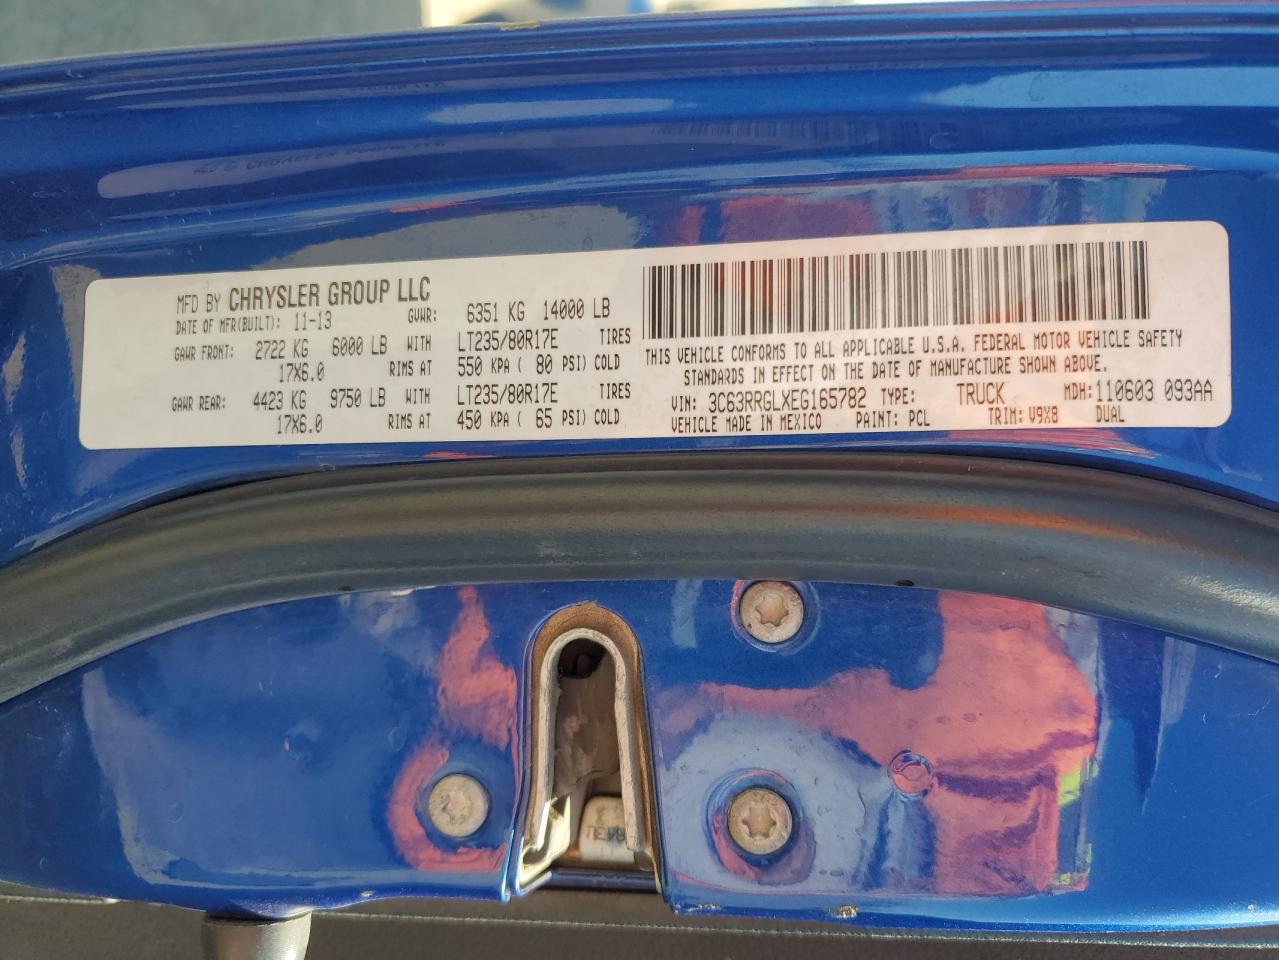 MFD BY CHRYSLER GROUP LLC
DATE OF MFR(BUILT): 11-13 GVWR: 6351 KG 14000 LB
GAWR FRONT: 2722 KG 6000 LB WITH LT235/80R17E TIRES
17X6.0 RIMS AT 550 KPA ( 80 PSI) COLD
GAWR REAR: 4423 KG 9750 LB WITH LT235/80R17E TIRES
17X6.0 RIMS AT 450 KPA ( 65 PSI) COLD
THIS VEHICLE CONFORMS TO ALL APPLICABLE U.S.A. FEDERAL MOTOR VEHICLE SAFETY
STANDARDS IN EFFECT ON THE DATE OF MANUFACTURE SHOWN ABOVE.
VIN: 3C63RRGLXEG165782 TYPE: TRUCK MDH: 110603 093AA
VEHICLE MADE IN MEXICO PAINT: PCL TRIM: V9X8 DUAL